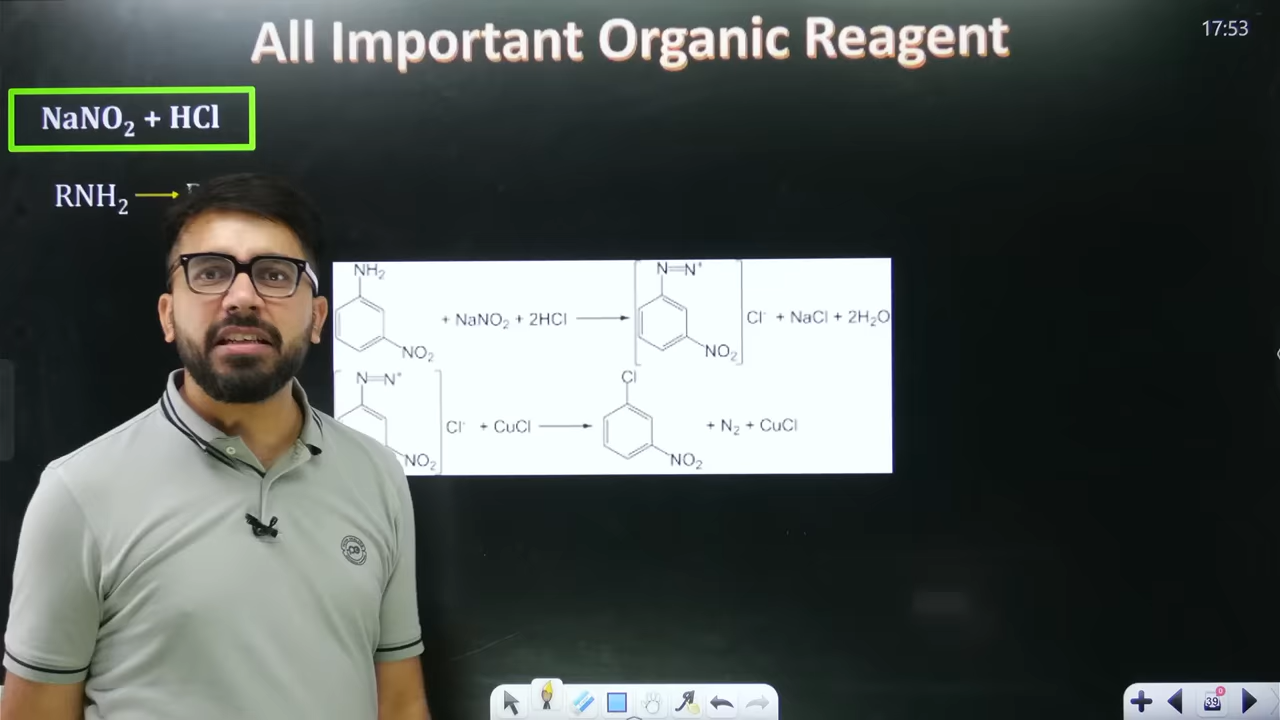 All Important Organic Reagent
17:53
NaNO₂ + HCl
RNH₂ →
NH₂
NO₂
+ NaNO₂ + 2HCl →
N=N⁺
NO₂
Cl⁻ + NaCl + 2H₂O
N=N⁺
NO₂
Cl⁻ + CuCl →
Cl
NO₂
+ N₂ + CuCl
39
0